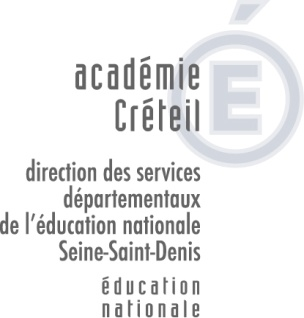 académie
Créteil
É
direction des services
départementaux
de l'éducation nationale
Seine-Saint-Denis
éducation
nationale